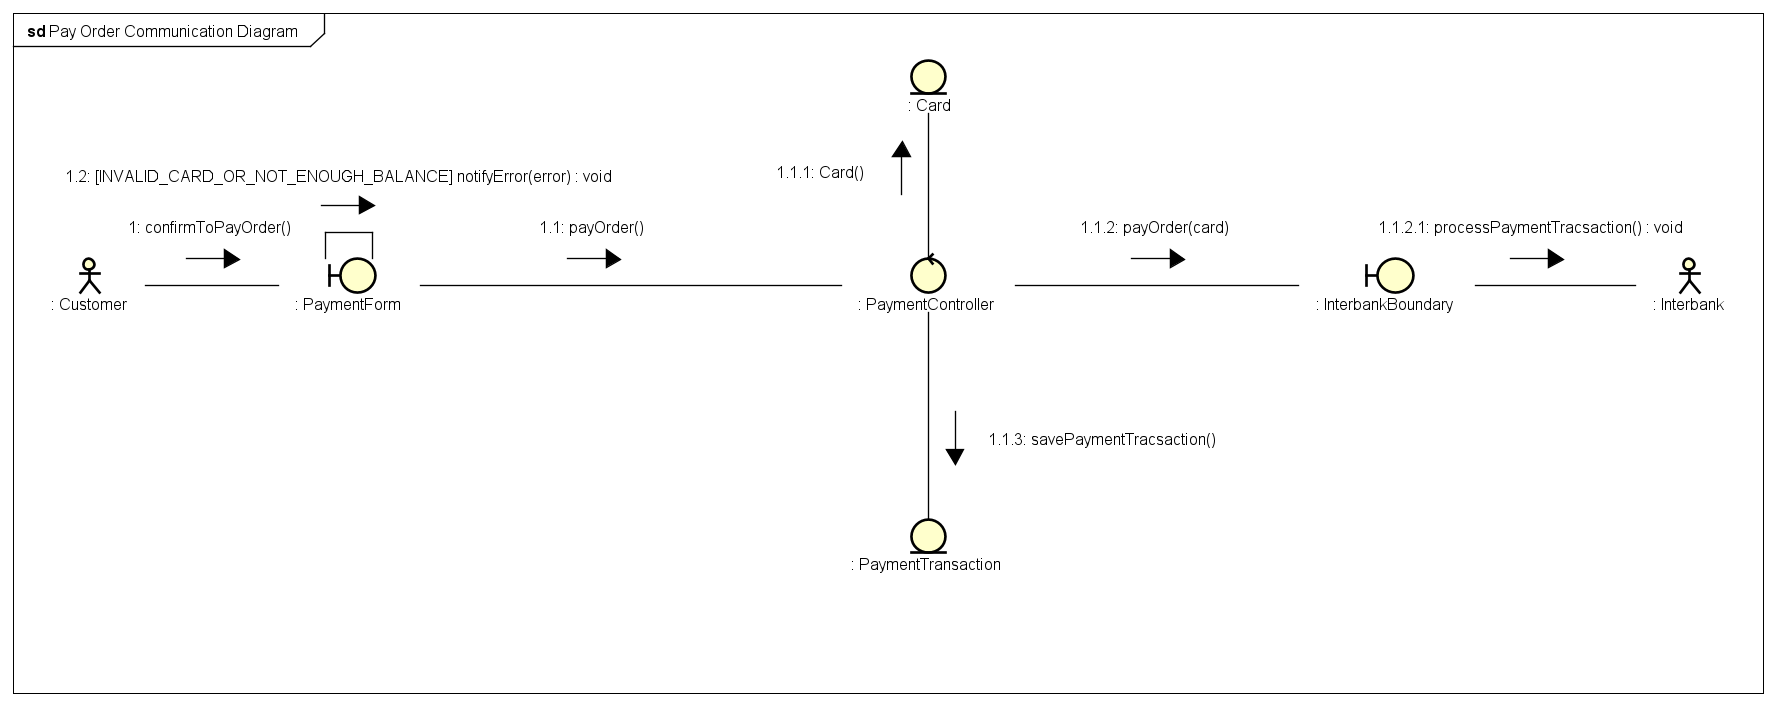 sd Pay Order Communication Diagram
: Card
1.1.1: Card()
1.2: [INVALID_CARD_OR_NOT_ENOUGH_BALANCE] notifyError(error) : void
1: confirmToPayOrder()
1.1: payOrder()
1.1.2: payOrder(card)
1.1.2.1: processPaymentTracsaction() : void
: Customer
: PaymentForm
: PaymentController
: InterbankBoundary
: Interbank
1.1.3: savePaymentTracsaction()
: PaymentTransaction